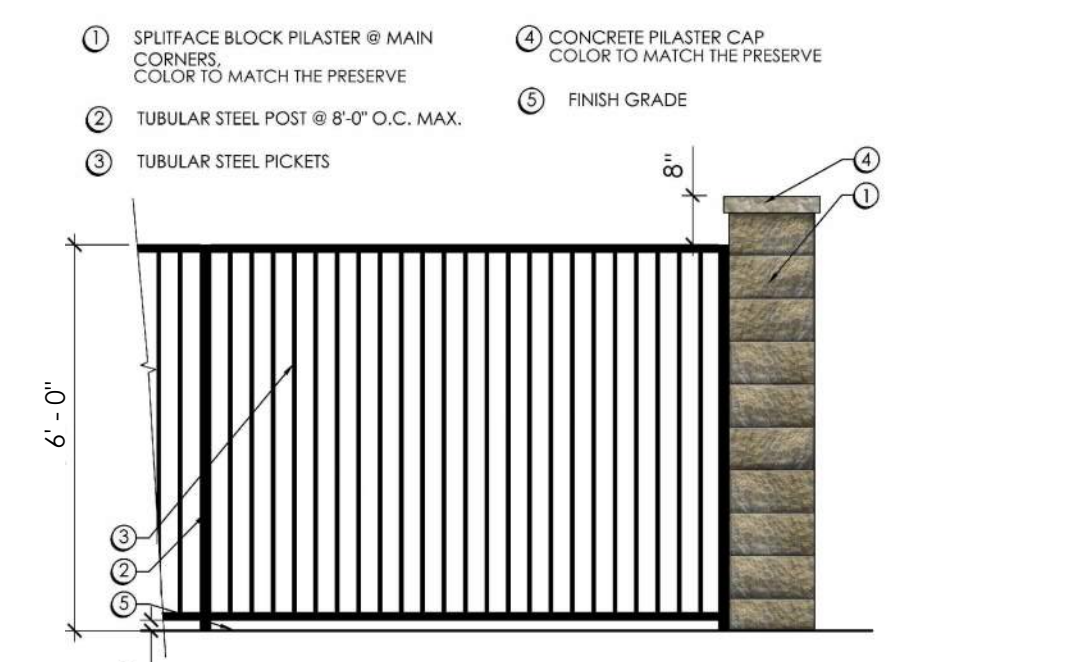 1 SPLITFACE BLOCK PILASTER @ MAIN
CORNERS,
COLOR TO MATCH THE PRESERVE
2 TUBULAR STEEL POST @ 8'-0" O.C. MAX.
3 TUBULAR STEEL PICKETS
4 CONCRETE PILASTER CAP
COLOR TO MATCH THE PRESERVE
5 FINISH GRADE
8"
4
1
6' - 0"
3
2
5